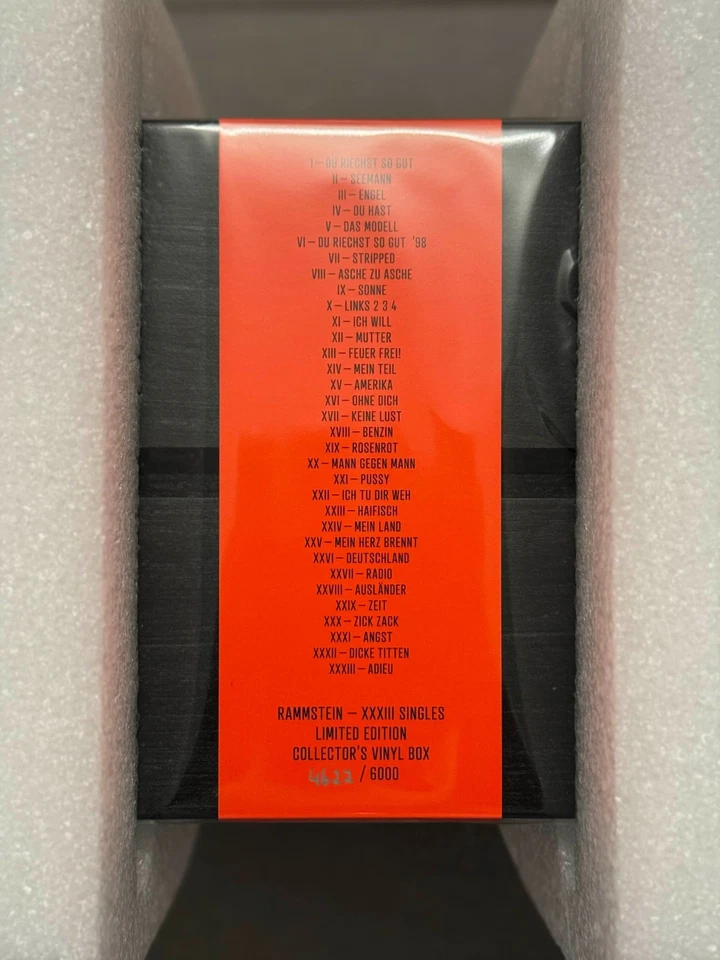 I – DU RIECHST SO GUT
II – SEEMANN
III – ENGEL
IV – DU HAST
V – DAS MODELL
VI – DU RIECHST SO GUT '98
VII – STRIPPED
VIII – ASCHE ZU ASCHE
IX – SONNE
X – LINKS 2 3 4
XI – ICH WILL
XII – MUTTER
XIII – FEUER FREI!
XIV – MEIN TEIL
XV – AMERIKA
XVI – OHNE DICH
XVII – KEINE LUST
XVIII – BENZIN
XIX – ROSENROT
XX – MANN GEGEN MANN
XXI – PUSSY
XXII – ICH TU DIR WEH
XXIII – HAIFISCH
XXIV – MEIN LAND
XXV – MEIN HERZ BRENNT
XXVI – DEUTSCHLAND
XXVII – RADIO
XXVIII – AUSLÄNDER
XXIX – ZEIT
XXX – ZICK ZACK
XXXI – ANGST
XXXII – DICKE TITTEN
XXXIII – ADIEU
RAMMSTEIN – XXXIII SINGLES
LIMITED EDITION
COLLECTOR'S VINYL BOX
4622 / 6000